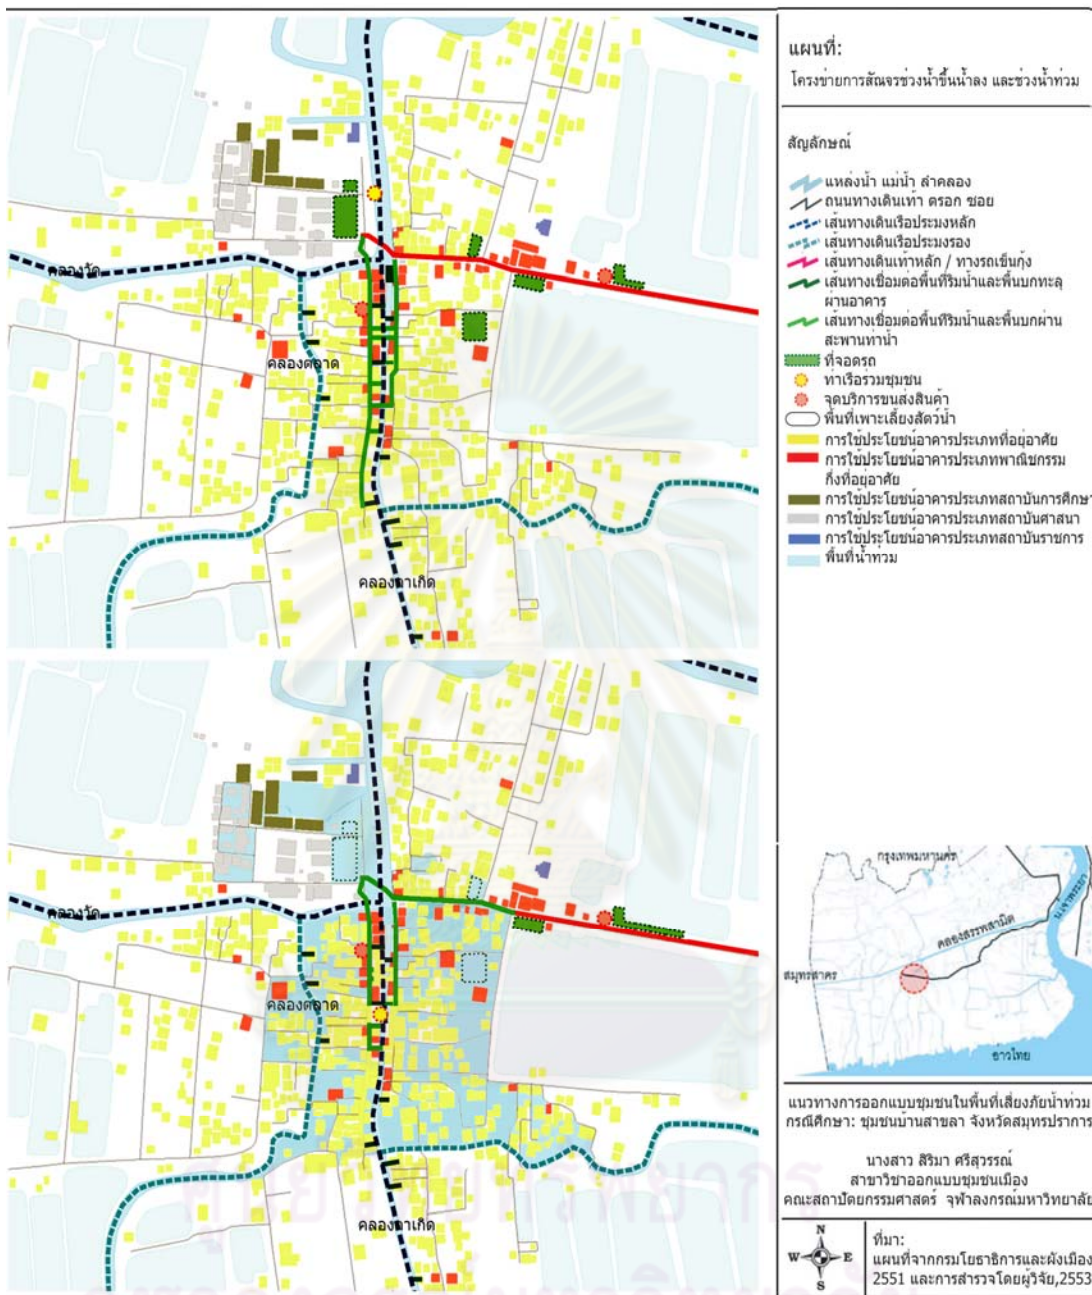 คลองวัด
คลองตลาด
คลองตาเกิด
คลองวัด
คลองตลาด
คลองตาเกิด
แผนที่:
โครงข่ายการสัญจรช่วงน้ำขึ้นน้ำลง และช่วงน้ำท่วม
สัญลักษณ์
แหล่งน้ำ แม่น้ำ ลำคลอง
ถนนทางเดินเท้า ตรอก ซอย
เส้นทางเดินเรือประมงหลัก
เส้นทางเดินเรือประมงรอง
เส้นทางเดินเท้าหลัก / ทางรถเข็นกุ้ง
เส้นทางเชื่อมต่อพื้นที่ริมน้ำและพื้นบกทะลุ
ผ่านอาคาร
เส้นทางเชื่อมต่อพื้นที่ริมน้ำและพื้นบกผ่าน
สะพานท่าน้ำ
ที่จอดรถ
ท่าเรือร่วมชุมชน
จุดบริการขนส่งสินค้า
พื้นที่เพาะเลี้ยงสัตว์น้ำ
การใช้ประโยชน์อาคารประเภทที่อยู่อาศัย
การใช้ประโยชน์อาคารประเภทพาณิชกรรม
กึ่งที่อยู่อาศัย
การใช้ประโยชน์อาคารประเภทสถาบันการศึกษา
การใช้ประโยชน์อาคารประเภทสถาบันศาสนา
การใช้ประโยชน์อาคารประเภทสถาบันราชการ
พื้นที่น้ำท่วม
กรุงเทพมหานคร
น.เจ้าพระยา
คลองสรรพสามิต
สมุทรสาคร
อ่าวไทย
แนวทางการออกแบบชุมชนในพื้นที่เสี่ยงภัยน้ำท่วม
กรณีศึกษา: ชุมชนบ้านสาขลา จังหวัดสมุทรปราการ
นางสาว สิริมา ศรีสุวรรณ์
สาขาวิชาออกแบบชุมชนเมือง
คณะสถาปัตยกรรมศาสตร์ จุฬาลงกรณ์มหาวิทยาลัย
N
W E
S
ที่มา:
แผนที่จากกรมโยธาธิการและผังเมือง
2551 และการสำรวจโดยผู้วิจัย,2553
ศูนย์วิทยทรัพยากร